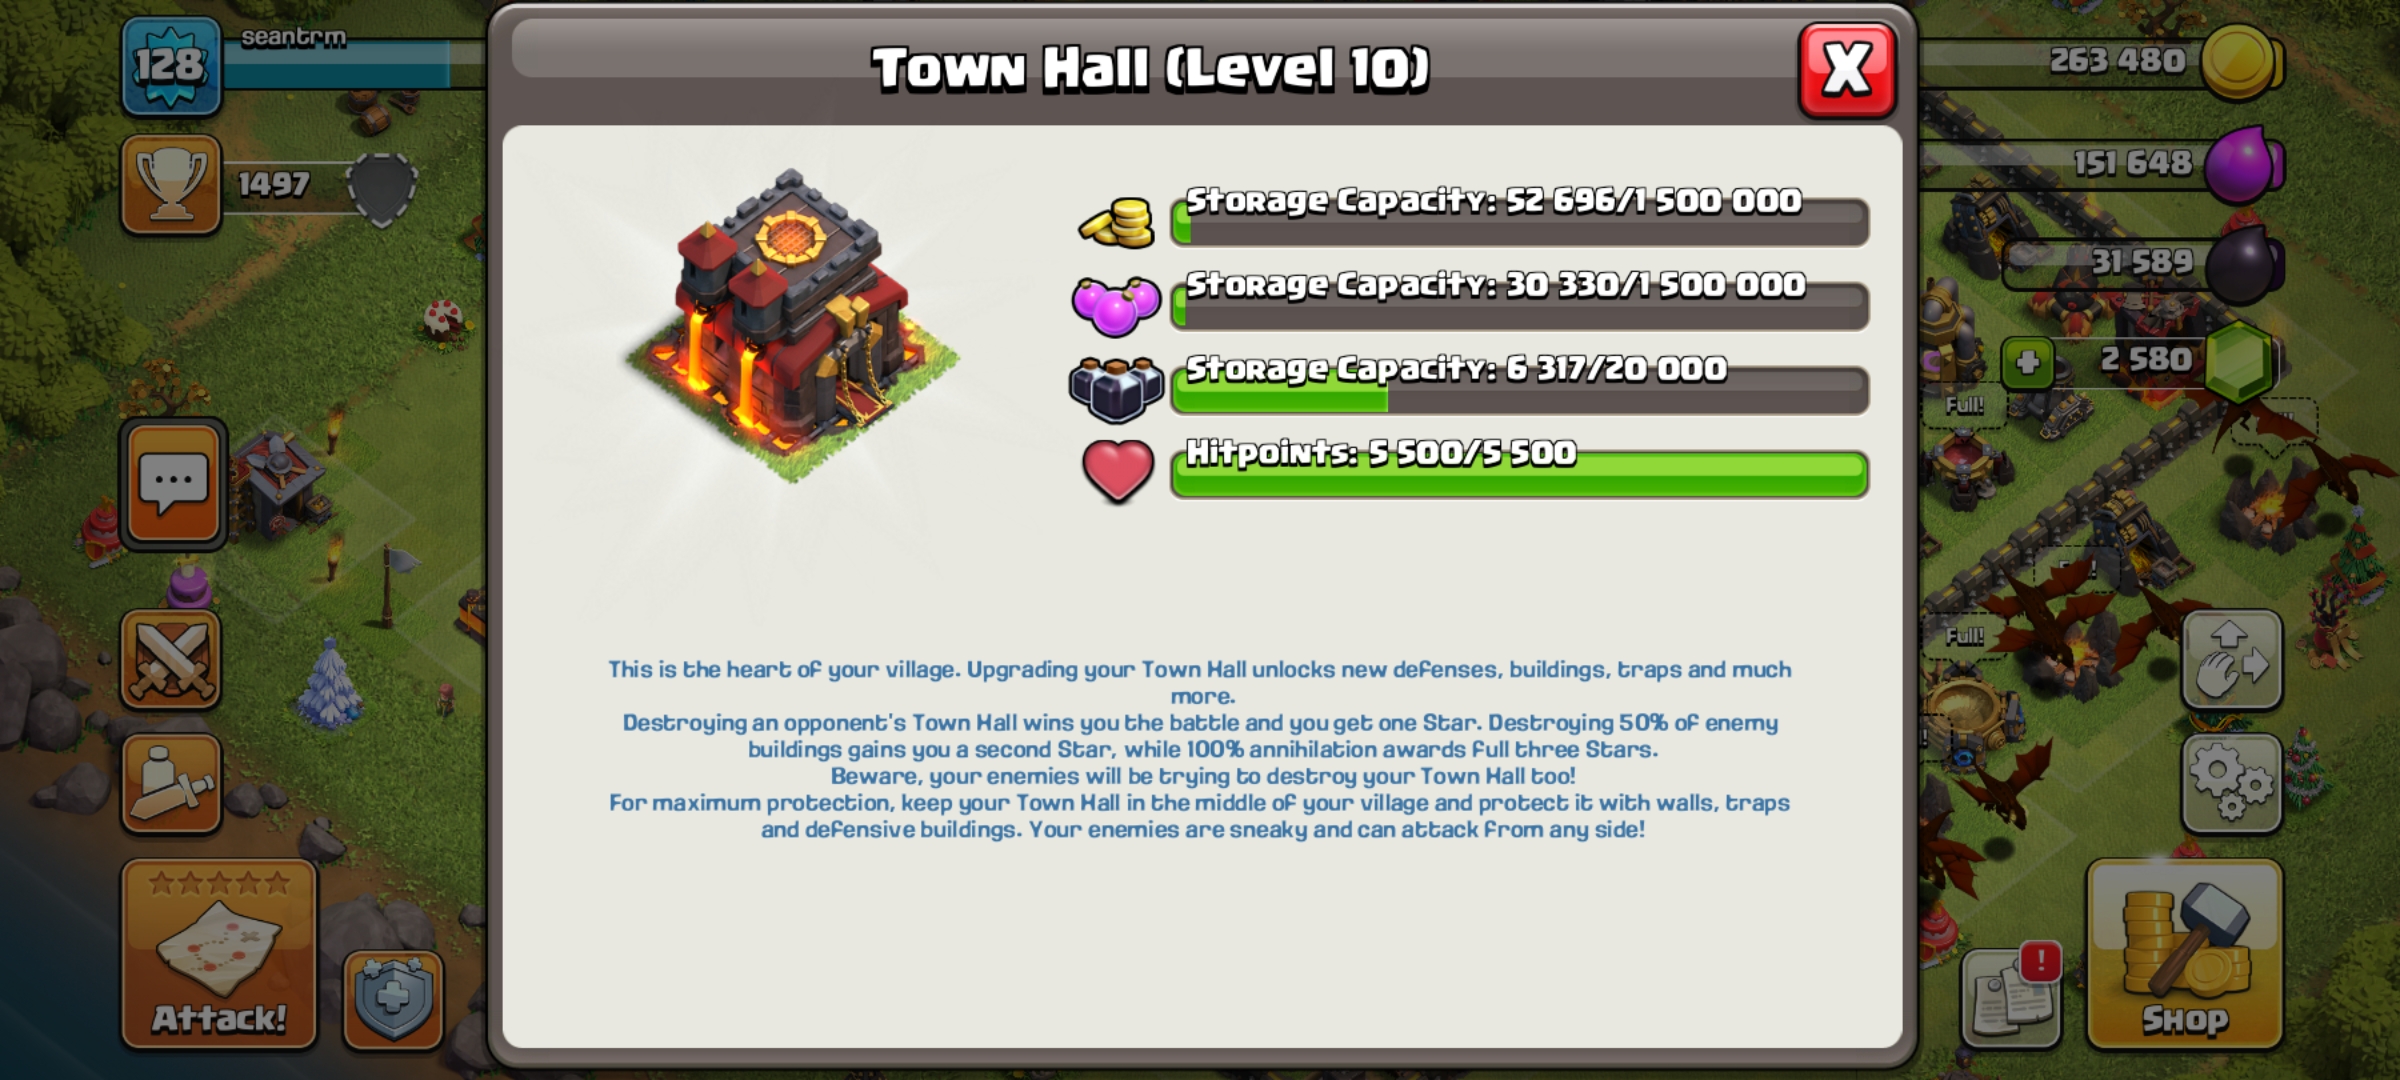 128
seantrm
1497
Town Hall (Level 10)
X
263 480
151 648
31 589
2 580
Storage Capacity: 52 696/1 500 000
Storage Capacity: 30 330/1 500 000
Storage Capacity: 6 317/20 000
Hitpoints: 5 500/5 500
Full!
Full!
This is the heart of your village. Upgrading your Town Hall unlocks new defenses, buildings, traps and much
more.
Destroying an opponent's Town Hall wins you the battle and you get one Star. Destroying 50% of enemy
buildings gains you a second Star, while 100% annihilation awards full three Stars.
Beware, your enemies will be trying to destroy your Town Hall too!
For maximum protection, keep your Town Hall in the middle of your village and protect it with walls, traps
and defensive buildings. Your enemies are sneaky and can attack from any side!
Attack!
!
Shop